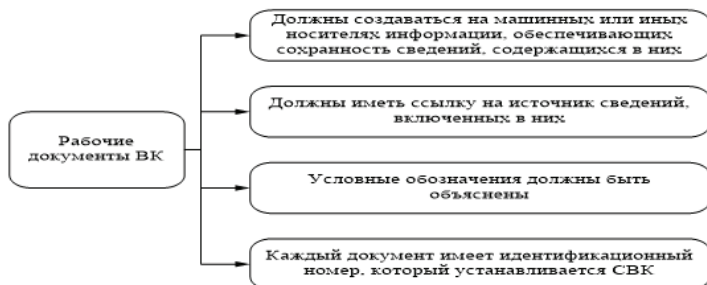 Должны создаваться на машинных или иных
носителях информации, обеспечивающих
сохранность сведений, содержащихся в них
Должны иметь ссылку на источник сведений,
включенных в них
Рабочие
документы ВК
Условные обозначения должны быть
объяснены
Каждый документ имеет идентификационный
номер, который устанавливается СВК